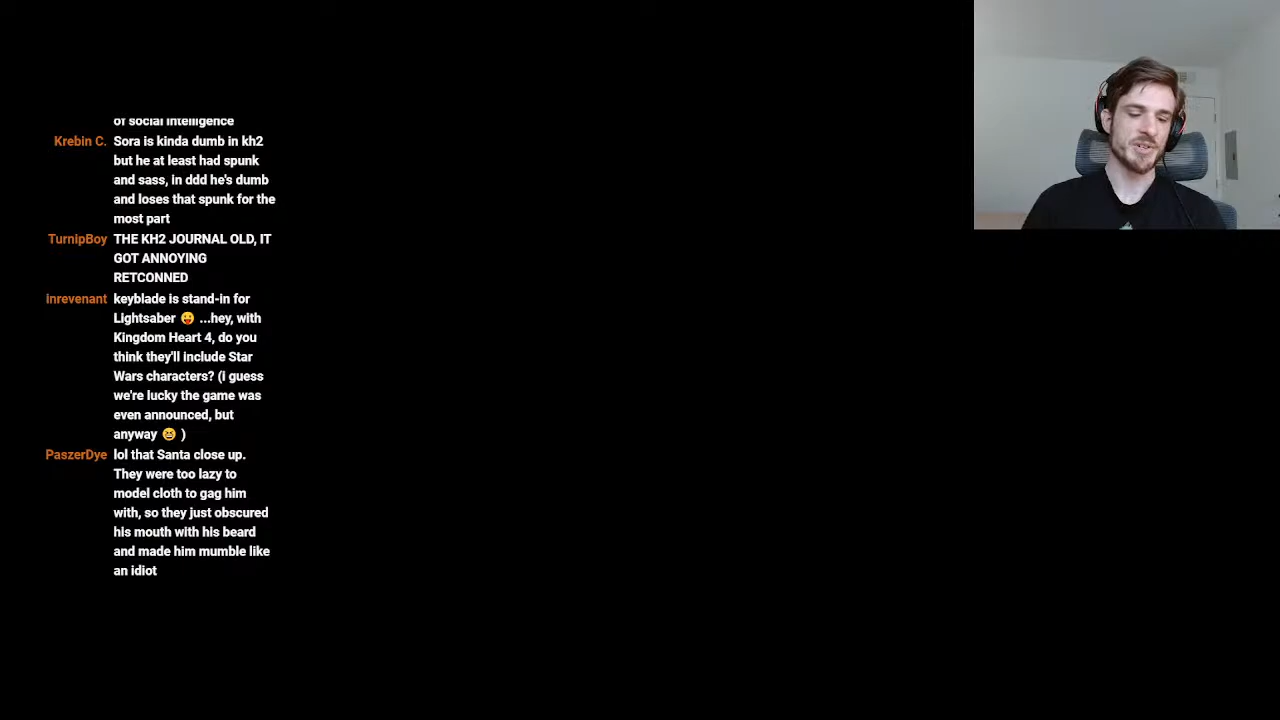 of social intelligence
Krebin C. Sora is kinda dumb in kh2
but he at least had spunk
and sass, in ddd he's dumb
and loses that spunk for the
most part
TurnipBoy THE KH2 JOURNAL OLD, IT
GOT ANNOYING
RETCONNED
inrevenant keyblade is stand-in for
Lightsaber 😛 ...hey, with
Kingdom Heart 4, do you
think they'll include Star
Wars characters? (i guess
we're lucky the game was
even announced, but
anyway 😆 )
PaszerDye lol that Santa close up.
They were too lazy to
model cloth to gag him
with, so they just obscured
his mouth with his beard
and made him mumble like
an idiot